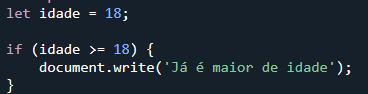 let idade = 18;
if (idade >= 18) {
    document.write('Já é maior de idade');
}